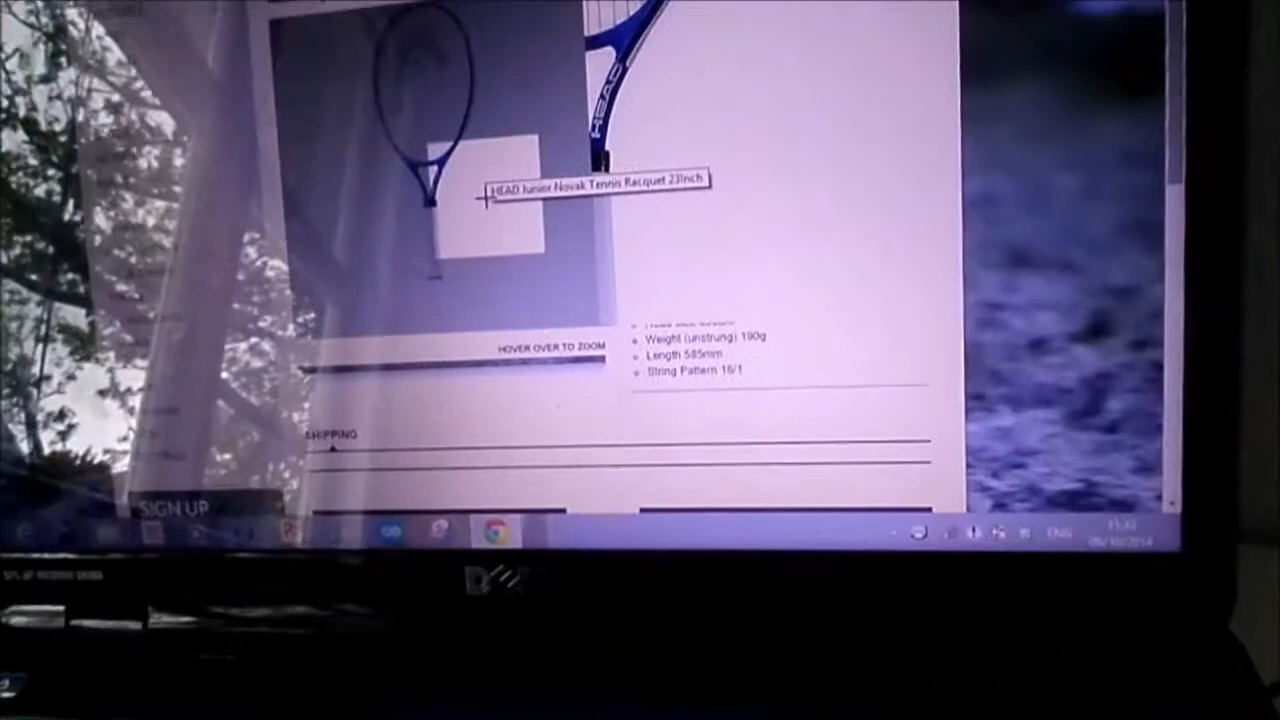 HEAD
HEAD Junior Novak Tennis Racquet 23Inch
HOVER OVER TO ZOOM
Weight (unstrung) 190g
Length 585mm
String Pattern 16/1
SHIPPING
SIGN UP
ENG
DELL